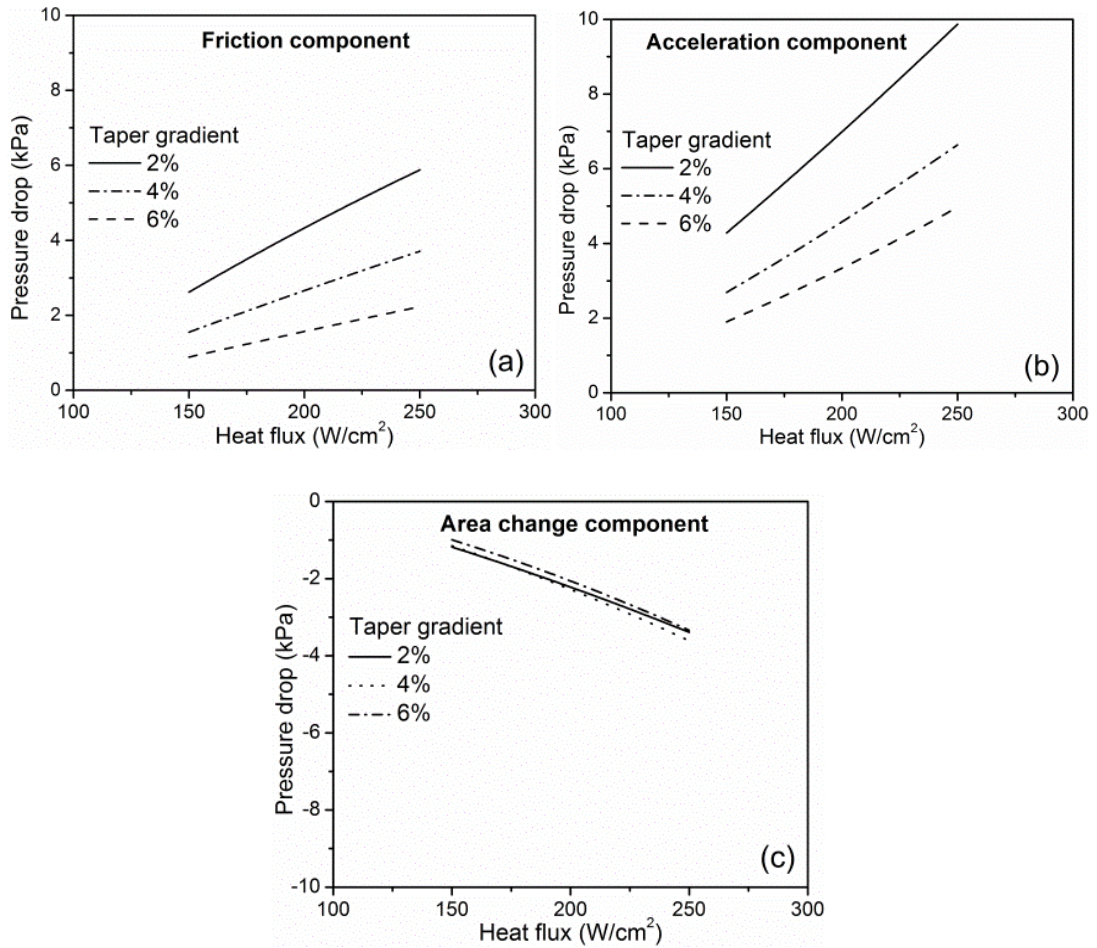 Friction component
Pressure drop (kPa)
10
8
6
4
2
0
Taper gradient
2%
4%
6%
(a)
100
150
200
250
300
Heat flux (W/cm²)
Acceleration component
Pressure drop (kPa)
10
8
6
4
2
0
Taper gradient
2%
4%
6%
(b)
100
150
200
250
300
Heat flux (W/cm²)
Area change component
Pressure drop (kPa)
0
-2
-4
-6
-8
-10
Taper gradient
2%
4%
6%
(c)
100
150
200
250
300
Heat flux (W/cm²)